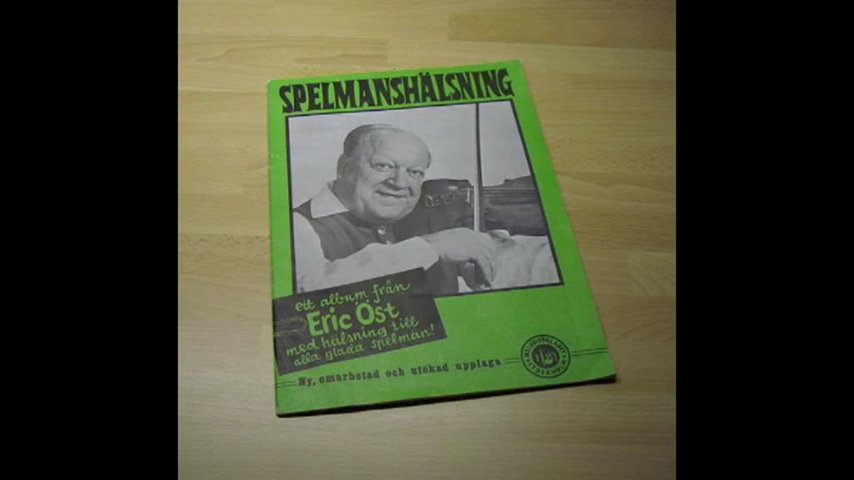 SPELMANSHÄLSNING
ett album från
Eric Öst
med hälsning till
alla glada spelmän!
Ny, omarbetad och utökad upplaga